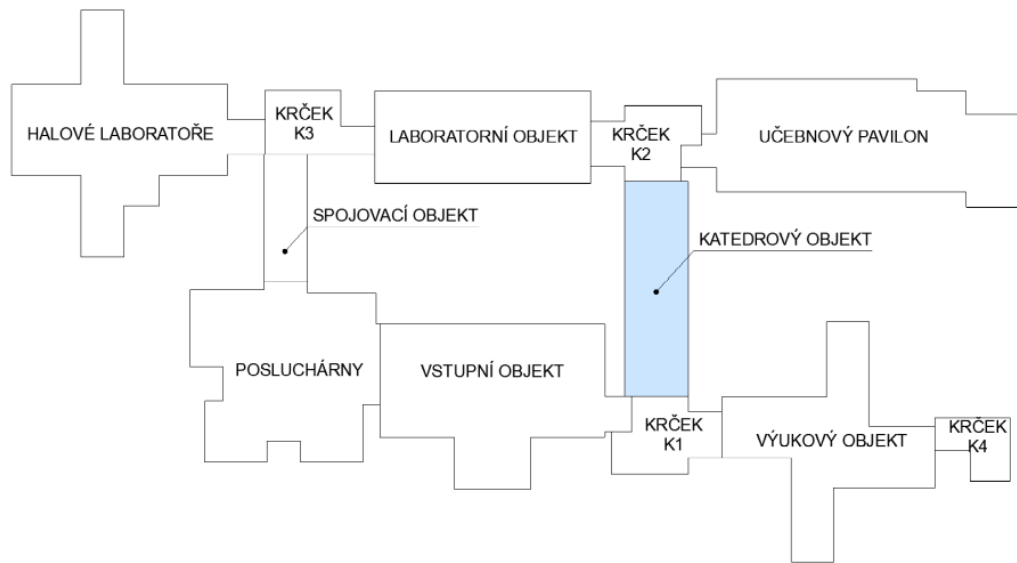 HALOVÉ LABORATOŘE
KRČEK
K3
LABORATORNÍ OBJEKT
KRČEK
K2
UČEBNOVÝ PAVILON
SPOJOVACÍ OBJEKT
KATEDROVÝ OBJEKT
POSLUCHÁRNY
VSTUPNÍ OBJEKT
KRČEK
K1
VÝUKOVÝ OBJEKT
KRČEK
K4